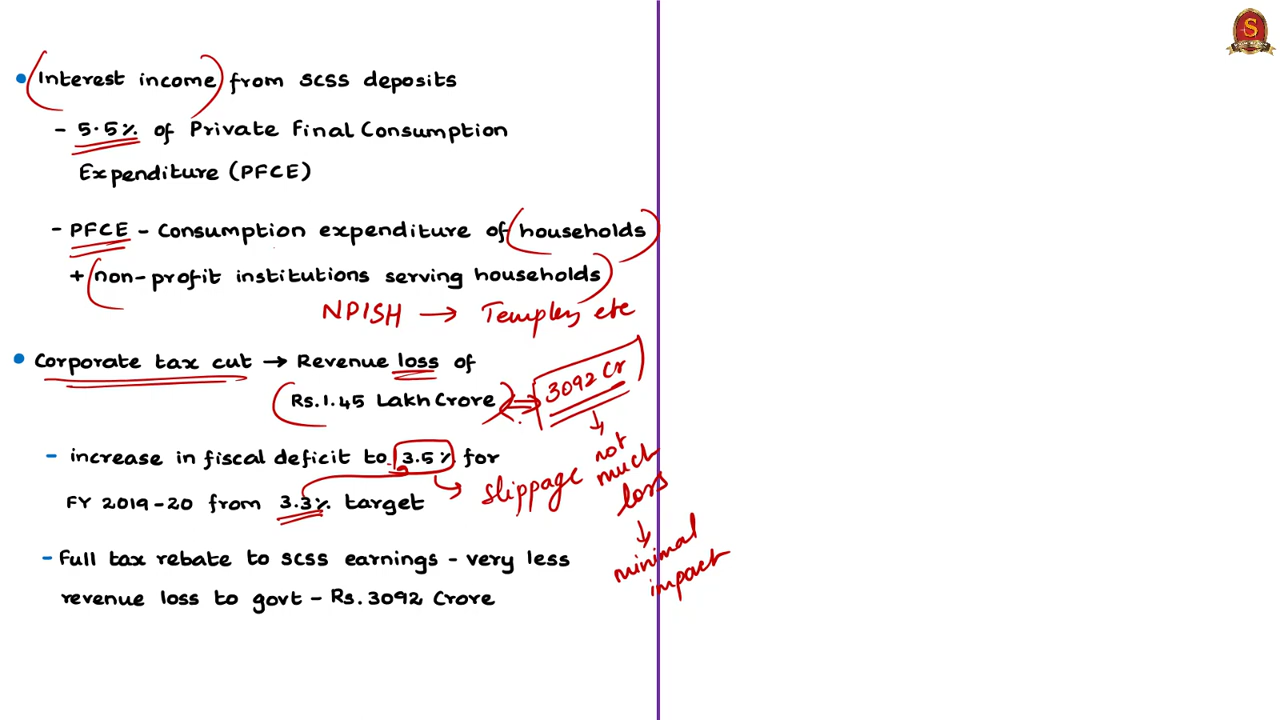 Interest income from SCSS deposits
- 5.5% of Private Final Consumption
Expenditure (PFCE)
- PFCE - Consumption expenditure of households
+ non-profit institutions serving households
NPISH → Temples, etc
Corporate tax cut → Revenue loss of
Rs.1.45 Lakh Crore
3092 Cr
not
much
loss
minimal
impact
- increase in fiscal deficit to 3.5% for
slippage
FY 2019-20 from 3.3% target
- Full tax rebate to SCSS earnings - very less
revenue loss to govt - Rs.3092 Crore
S